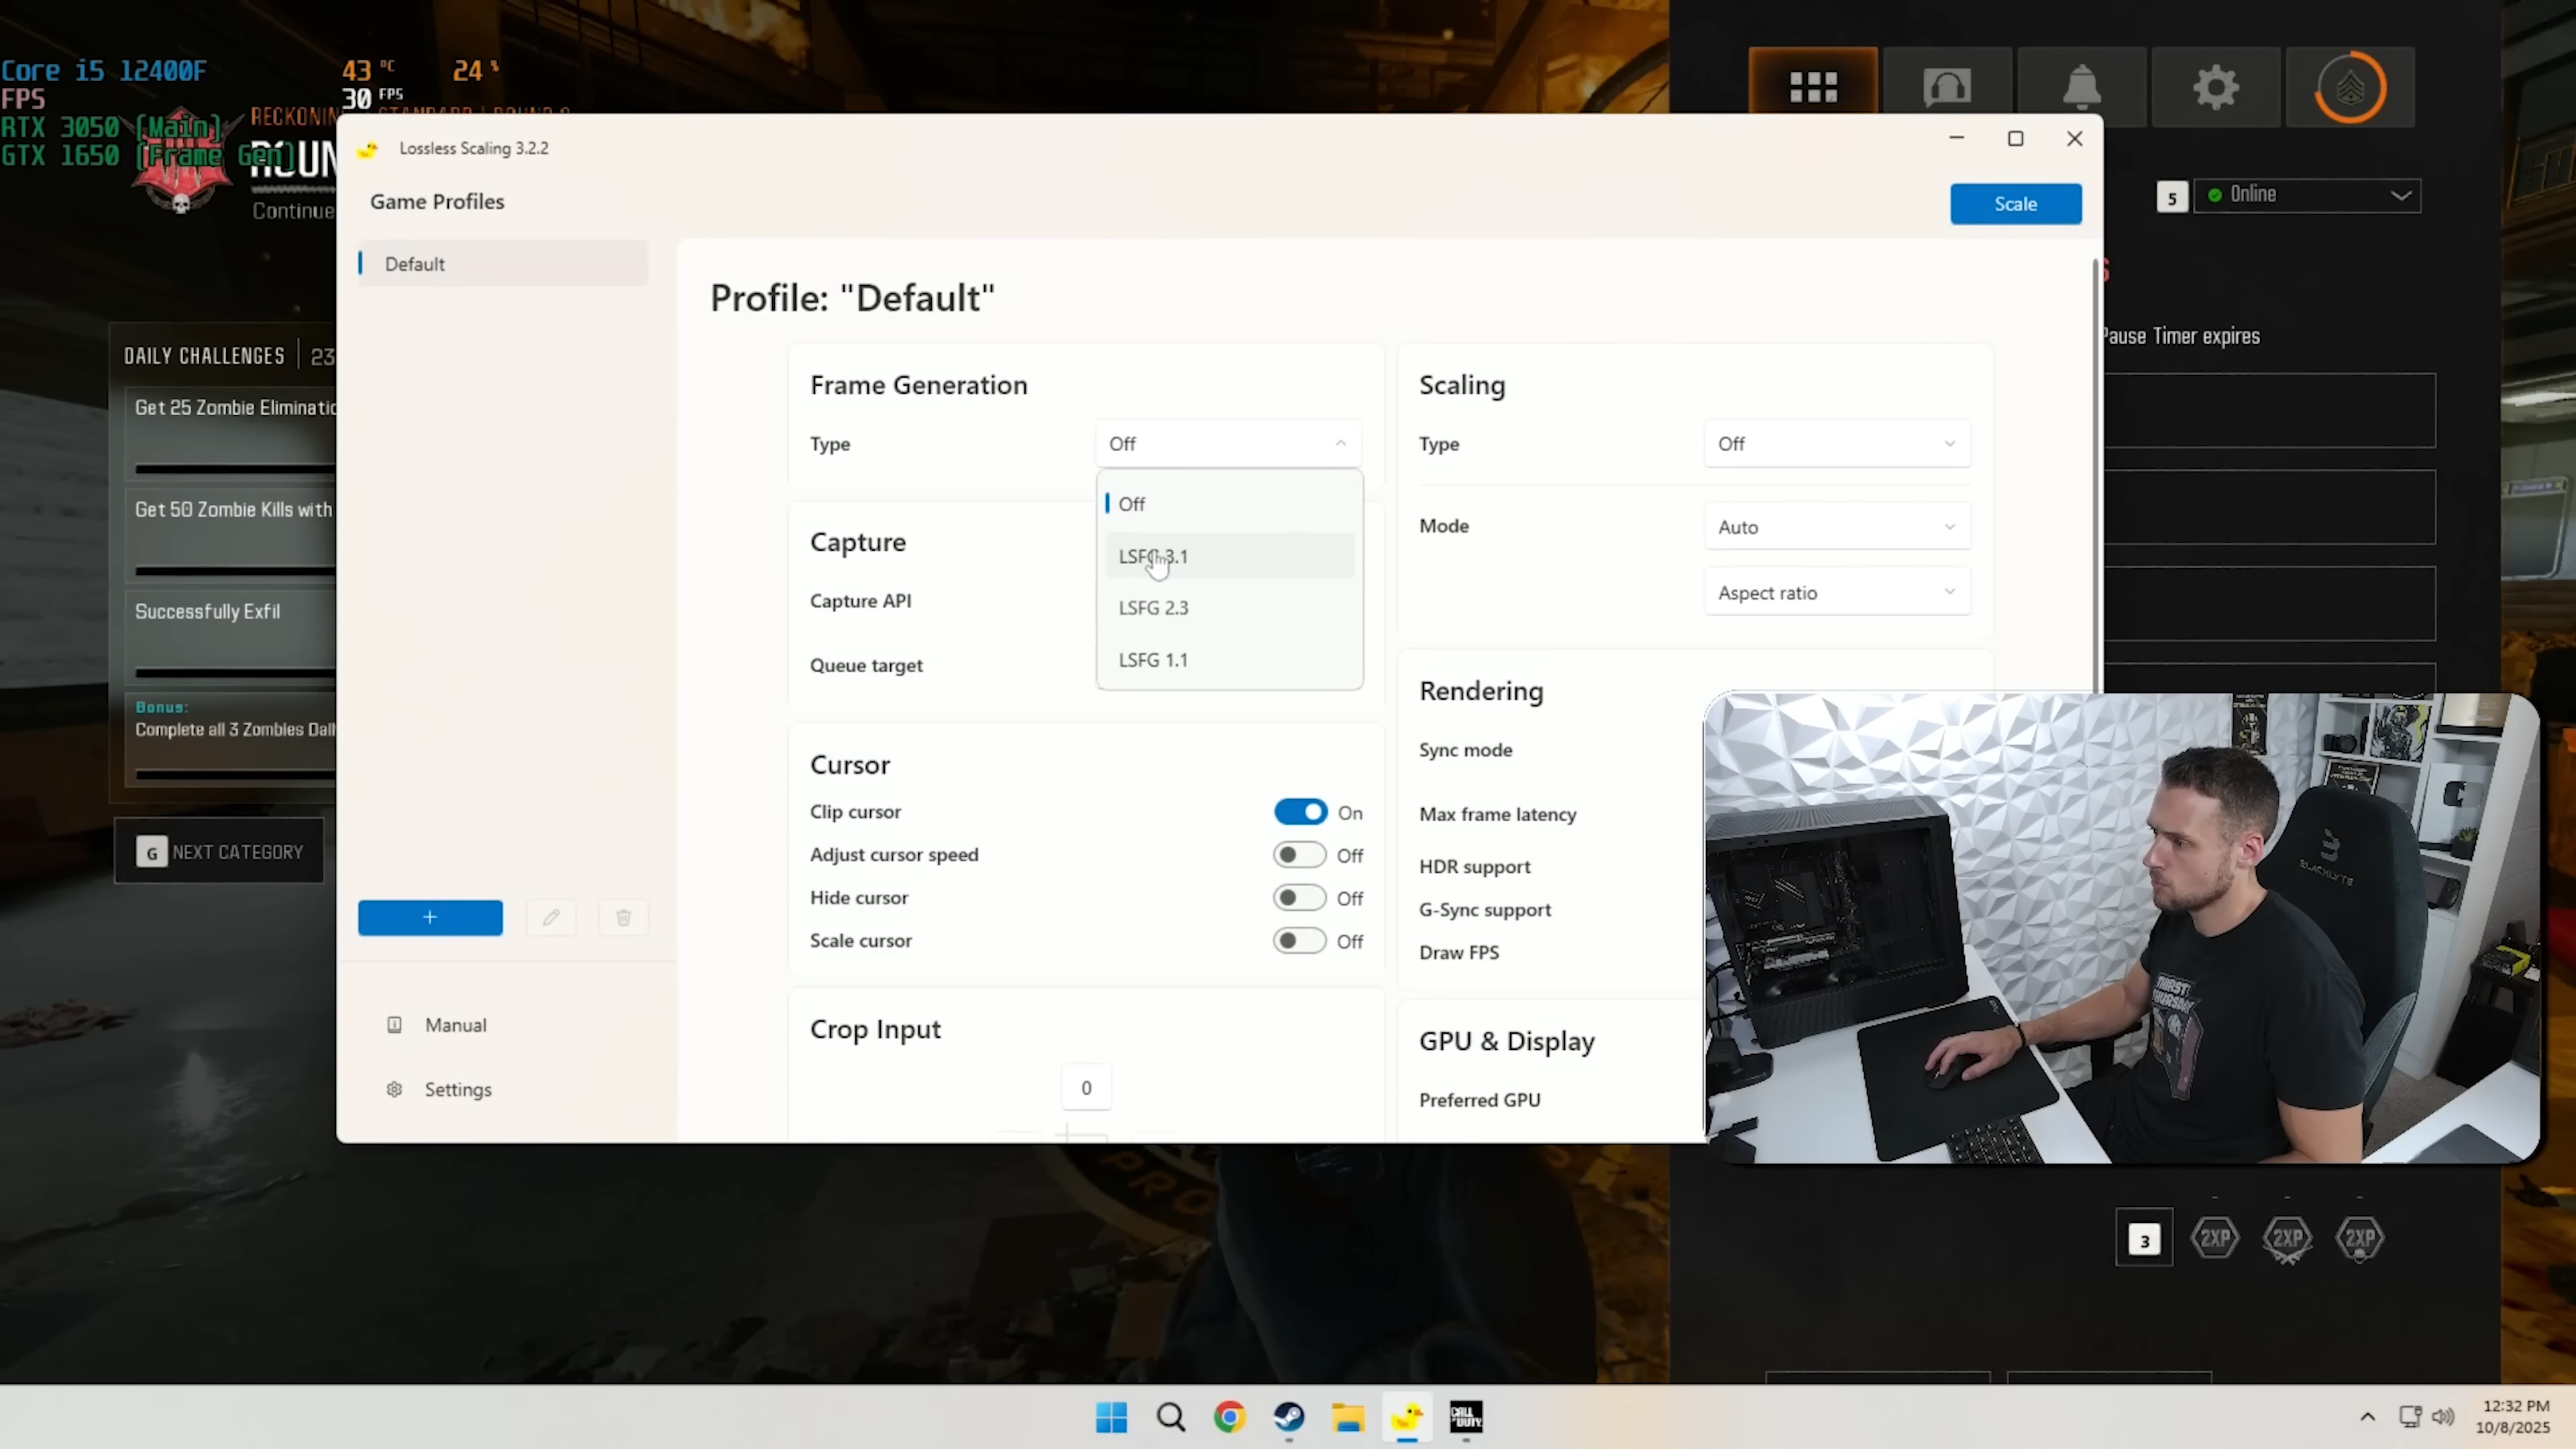 Core i5 12400F
43 °C
24 %
FPS
30 FPS
RTX 3050 (Main)
GTX 1650 (Frame Gen)
Continue
Lossless Scaling 3.2.2
Game Profiles
Scale
Default
Profile: "Default"
Frame Generation
Type
Off
Off
LSFG 3.1
LSFG 2.3
LSFG 1.1
Capture
Capture API
Queue target
Cursor
Clip cursor
On
Adjust cursor speed
Off
Hide cursor
Off
Scale cursor
Off
Crop Input
0
Scaling
Type
Off
Mode
Auto
Aspect ratio
Rendering
Sync mode
Max frame latency
HDR support
G-Sync support
Draw FPS
GPU & Display
Preferred GPU
+
Manual
Settings
DAILY CHALLENGES
23
Get 25 Zombie
Get 50 Zombie Kills with
Successfully Exfil
Bonus:
Complete all 3 Zombies
G NEXT CATEGORY
5
Online
Pause Timer expires
BLACKLYTE
THURSDAY
3
2XP
2XP
2XP
CALL OF DUTY
12:32 PM
10/8/2025